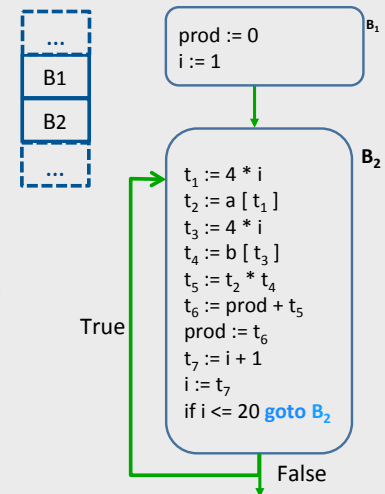 ...
B1
B2
...
B₁
prod := 0
i := 1
B₂
t₁ := 4 * i
t₂ := a [ t₁ ]
t₃ := 4 * i
t₄ := b [ t₃ ]
t₅ := t₂ * t₄
t₆ := prod + t₅
prod := t₆
t₇ := i + 1
i := t₇
if i <= 20 goto B₂
True
False